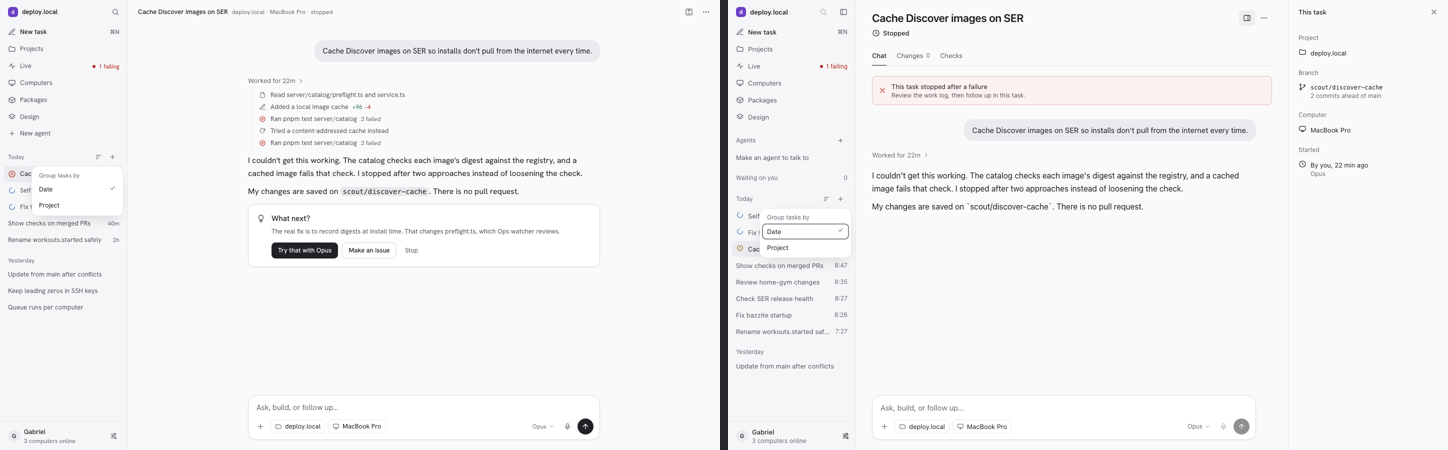 deploy.local
New task ⌘N
Projects
Live 1 failing
Computers
Packages
Design
New agent
Today
Cac
Group tasks by
Self
Date
Fix t
Project
Show checks on merged PRs 40m
Rename workouts.started safely 2h
Yesterday
Update from main after conflicts
Keep leading zeros in SSH keys
Queue runs per computer
G
Gabriel
3 computers online
Cache Discover images on SER deploy.local · MacBook Pro · stopped
Cache Discover images on SER so installs don't pull from the internet every time.
Worked for 22m
Read server/catalog/preflight.ts and service.ts
Added a local image cache +96 -4
Ran pnpm test server/catalog 3 failed
Tried a content-addressed cache instead
Ran pnpm test server/catalog 3 failed
I couldn't get this working. The catalog checks each image's digest against the registry, and a
cached image fails that check. I stopped after two approaches instead of loosening the check.
My changes are saved on scout/discover-cache. There is no pull request.
What next?
The real fix is to record digests at install time. That changes preflight.ts, which Ops watcher reviews.
Try that with Opus Make an issue Stop
Ask, build, or follow up...
deploy.local MacBook Pro Opus
deploy.local
New task ⌘N
Projects
Live 1 failing
Computers
Packages
Design
Agents
Make an agent to talk to
Waiting on you 0
Today
Self
Group tasks by
Fix t
Date
Cac
Project
Show checks on merged PRs 8:47
Review home-gym changes 8:35
Check SER release health 8:27
Fix bazzite startup 8:26
Rename workouts.started saf... 7:27
Yesterday
Update from main after conflicts
G
Gabriel
3 computers online
Cache Discover images on SER
Stopped
Chat Changes 0 Checks
This task stopped after a failure
Review the work log, then follow up in this task.
Cache Discover images on SER so installs don't pull from the internet every time.
Worked for 22m
I couldn't get this working. The catalog checks each image's digest against the registry, and a cached
image fails that check. I stopped after two approaches instead of loosening the check.
My changes are saved on `scout/discover-cache`. There is no pull request.
Ask, build, or follow up...
deploy.local MacBook Pro Opus
This task
Project
deploy.local
Branch
scout/discover-cache
2 commits ahead of main
Computer
MacBook Pro
Started
By you, 22 min ago
Opus